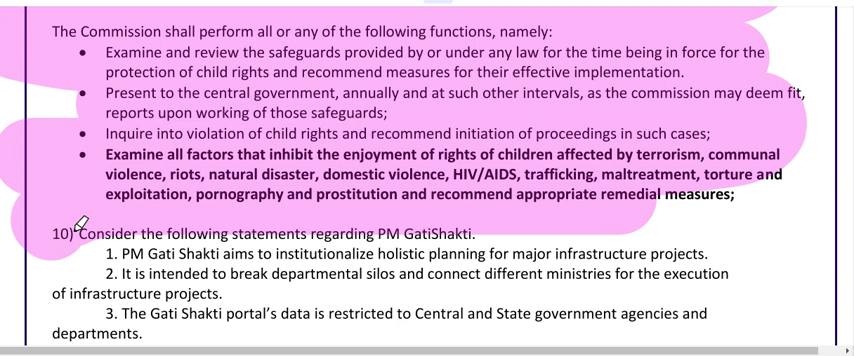 The Commission shall perform all or any of the following functions, namely:
• Examine and review the safeguards provided by or under any law for the time being in force for the
protection of child rights and recommend measures for their effective implementation.
• Present to the central government, annually and at such other intervals, as the commission may deem fit,
reports upon working of those safeguards;
• Inquire into violation of child rights and recommend initiation of proceedings in such cases;
• Examine all factors that inhibit the enjoyment of rights of children affected by terrorism, communal
violence, riots, natural disaster, domestic violence, HIV/AIDS, trafficking, maltreatment, torture and
exploitation, pornography and prostitution and recommend appropriate remedial measures;
10) Consider the following statements regarding PM GatiShakti.
1. PM Gati Shakti aims to institutionalize holistic planning for major infrastructure projects.
2. It is intended to break departmental silos and connect different ministries for the execution
of infrastructure projects.
3. The Gati Shakti portal’s data is restricted to Central and State government agencies and
departments.